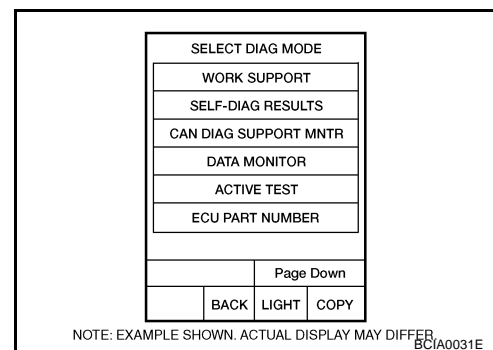 SELECT DIAG MODE
WORK SUPPORT
SELF-DIAG RESULTS
CAN DIAG SUPPORT MNTR
DATA MONITOR
ACTIVE TEST
ECU PART NUMBER
Page Down
BACK LIGHT COPY
NOTE: EXAMPLE SHOWN. ACTUAL DISPLAY MAY DIFFER.
BCIA0031E